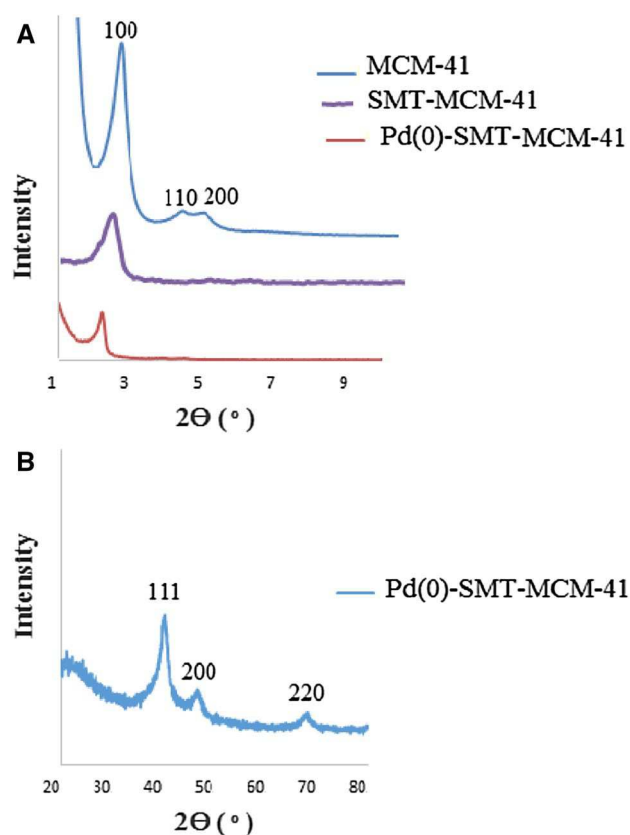 A
100
MCM-41
SMT-MCM-41
Pd(0)-SMT-MCM-41
110 200
Intensity
1 3 5 7 9
2Θ (°)
B
Pd(0)-SMT-MCM-41
111
200
220
Intensity
20 30 40 50 60 70 80
2Θ (°)